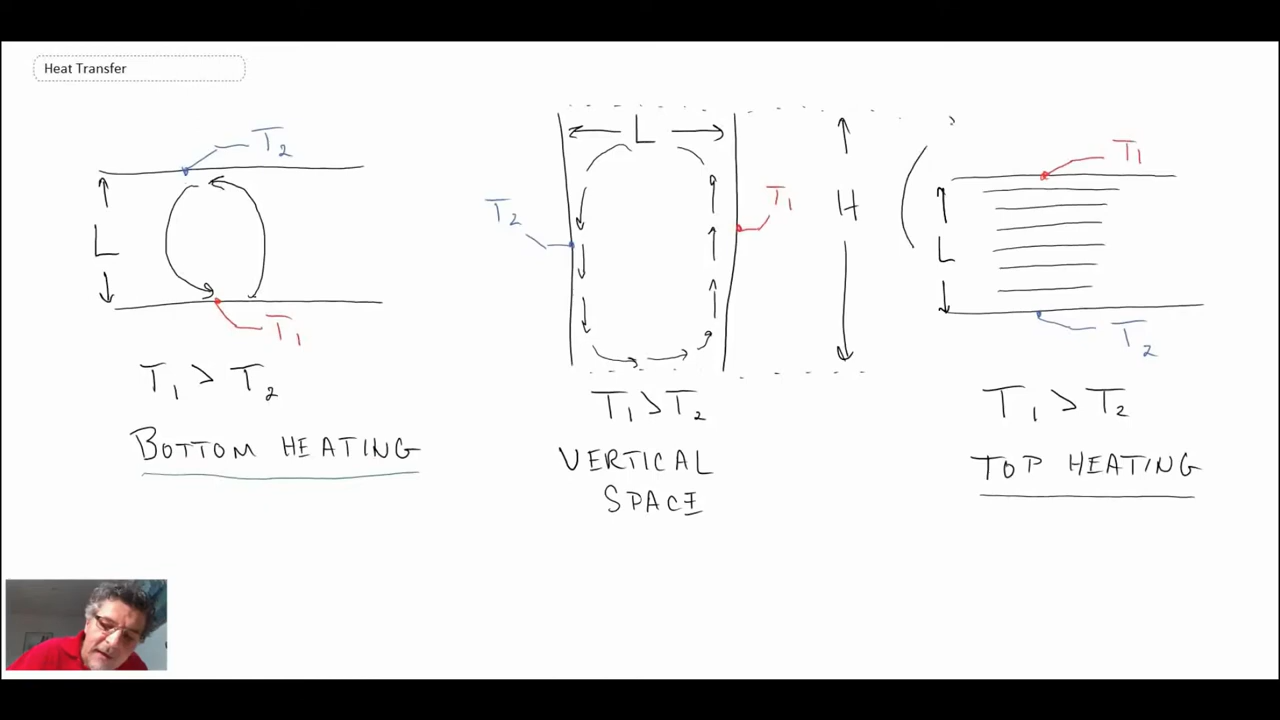 Heat Transfer
T2
L
T1
T1 > T2
BOTTOM HEATING
L
T2
T1
H
T1 > T2
VERTICAL
SPACE
T1
L
T2
T1 > T2
TOP HEATING